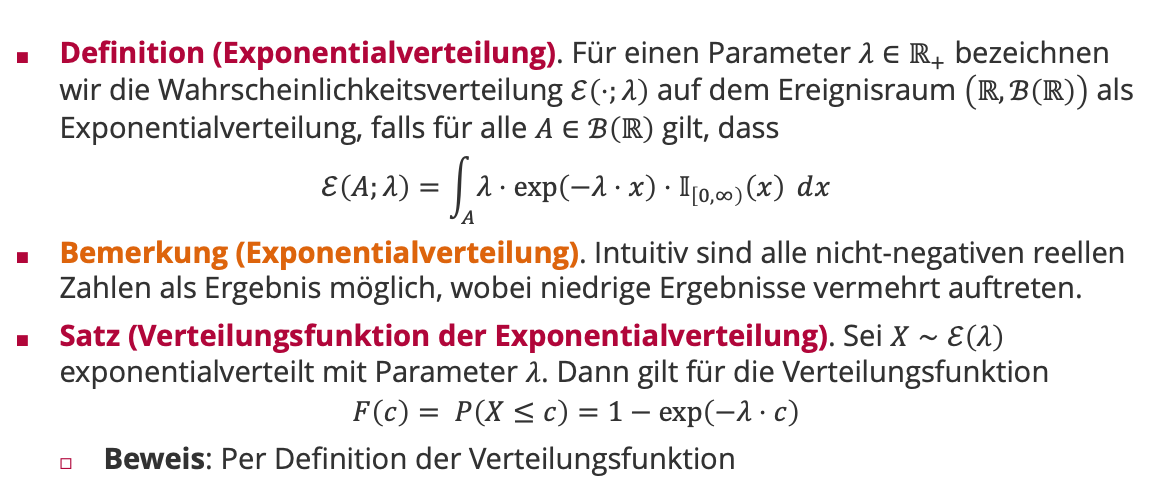 ▪ Definition (Exponentialverteilung). Für einen Parameter λ ∈ ℝ₊ bezeichnen
wir die Wahrscheinlichkeitsverteilung ℰ(·; λ) auf dem Ereignisraum (ℝ, ℬ(ℝ)) als
Exponentialverteilung, falls für alle A ∈ ℬ(ℝ) gilt, dass
ℰ(A; λ) = ∫_A λ · exp(−λ · x) · 𝕀_[0,∞)(x) dx
▪ Bemerkung (Exponentialverteilung). Intuitiv sind alle nicht-negativen reellen
Zahlen als Ergebnis möglich, wobei niedrige Ergebnisse vermehrt auftreten.
▪ Satz (Verteilungsfunktion der Exponentialverteilung). Sei X ~ ℰ(λ)
exponentialverteilt mit Parameter λ. Dann gilt für die Verteilungsfunktion
F(c) = P(X ≤ c) = 1 − exp(−λ · c)
▫ Beweis: Per Definition der Verteilungsfunktion